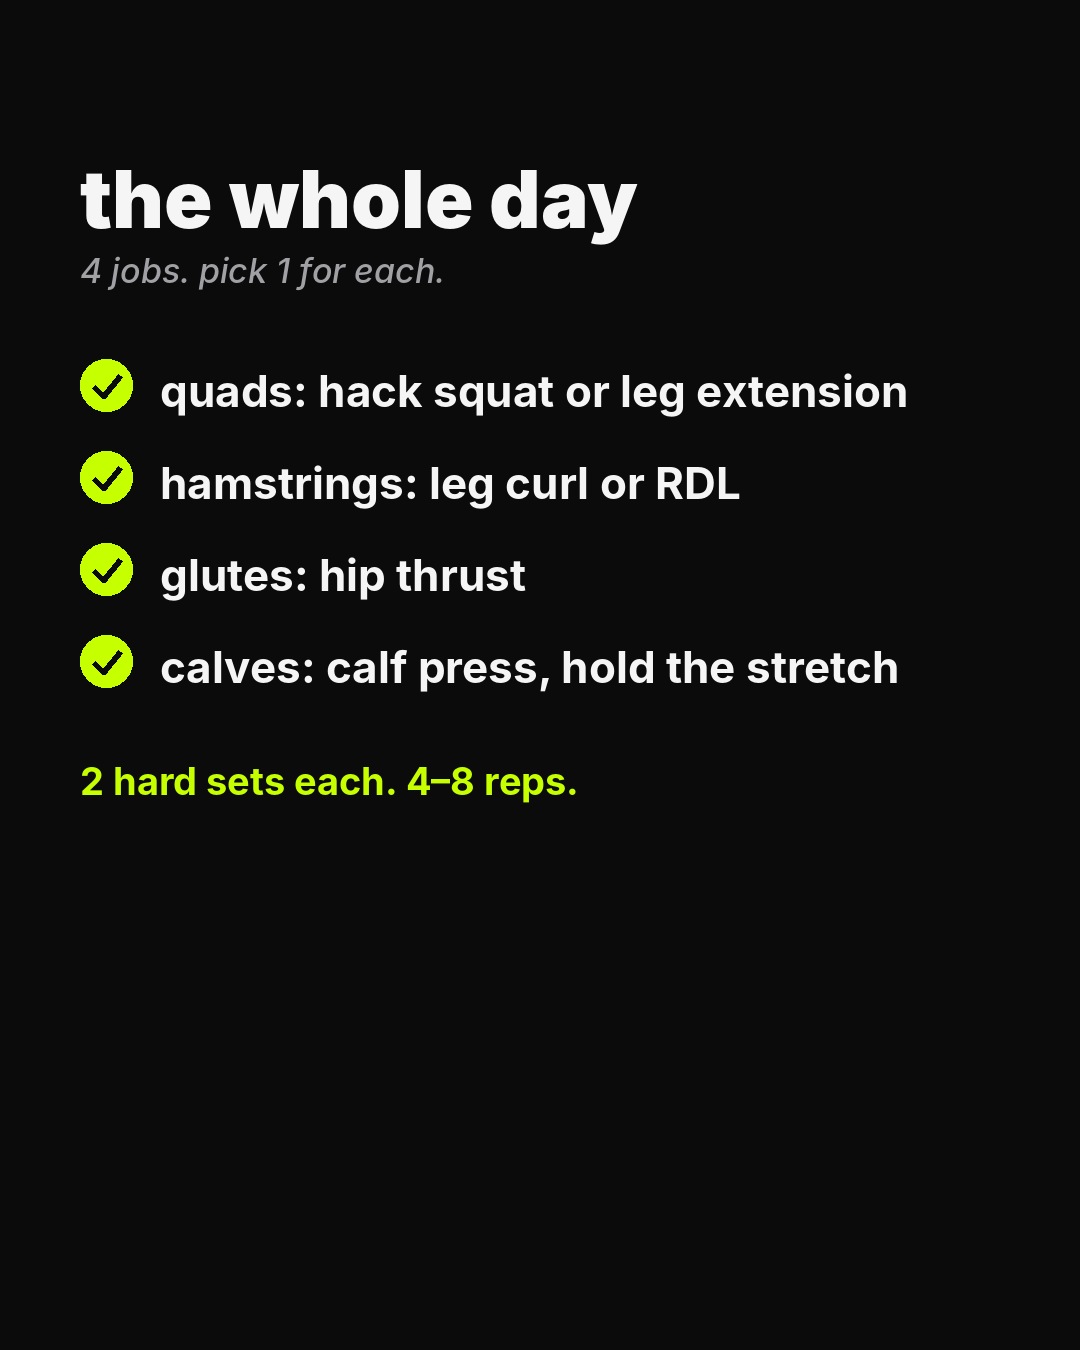 the whole day
4 jobs. pick 1 for each.
quads: hack squat or leg extension
hamstrings: leg curl or RDL
glutes: hip thrust
calves: calf press, hold the stretch
2 hard sets each. 4–8 reps.